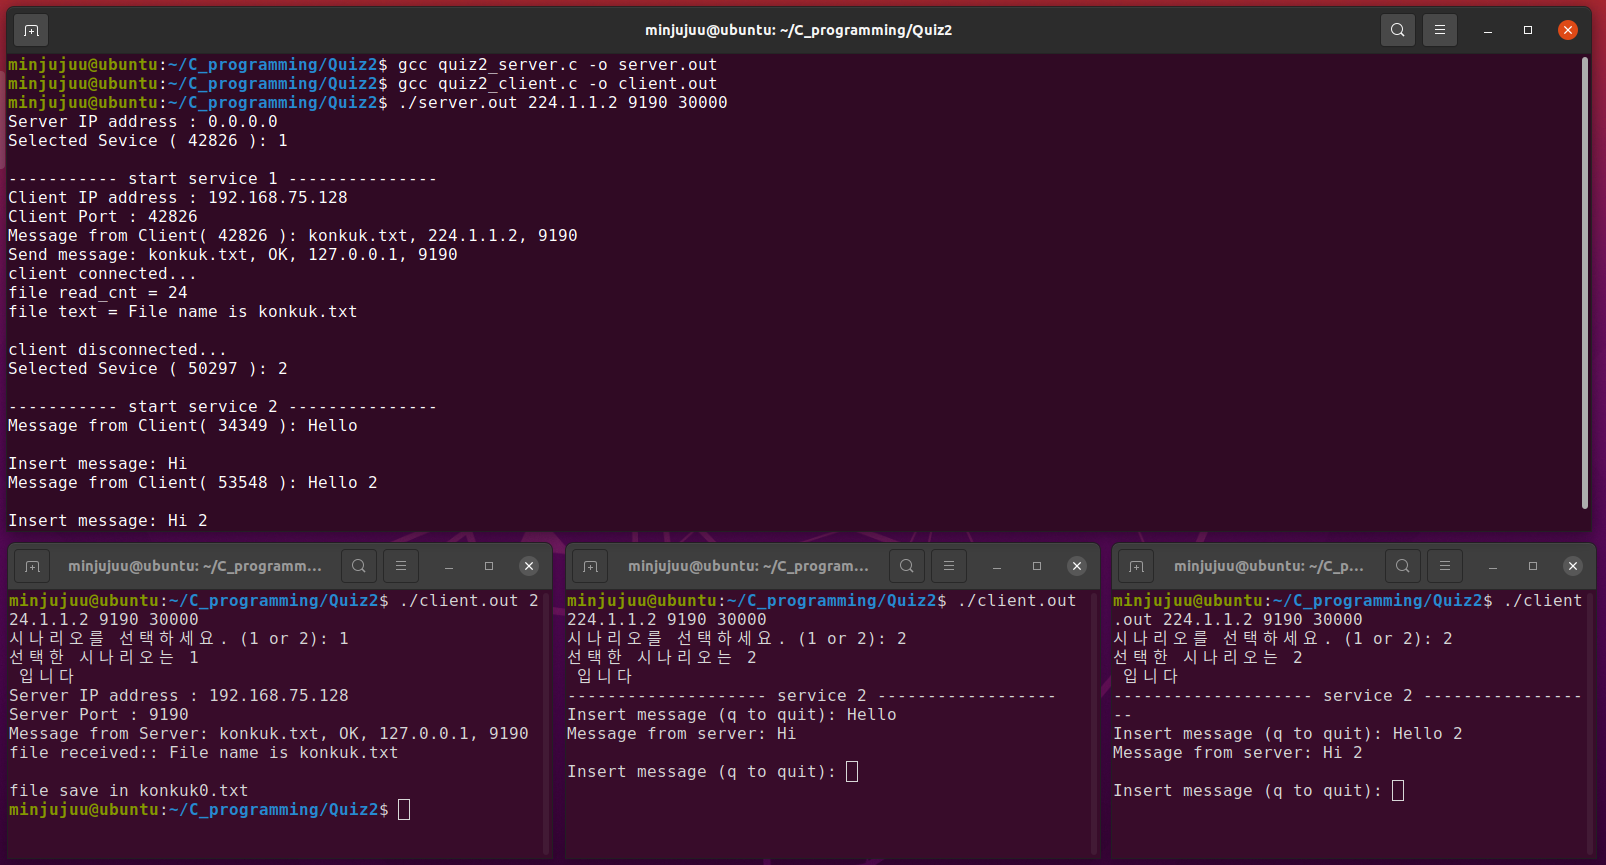 minjujuu@ubuntu: ~/C_programming/Quiz2
minjujuu@ubuntu:~/C_programming/Quiz2$ gcc quiz2_server.c -o server.out
minjujuu@ubuntu:~/C_programming/Quiz2$ gcc quiz2_client.c -o client.out
minjujuu@ubuntu:~/C_programming/Quiz2$ ./server.out 224.1.1.2 9190 30000
Server IP address : 0.0.0.0
Selected Sevice ( 42826 ): 1
----------- start service 1 ---------------
Client IP address : 192.168.75.128
Client Port : 42826
Message from Client( 42826 ): konkuk.txt, 224.1.1.2, 9190
Send message: konkuk.txt, OK, 127.0.0.1, 9190
client connected...
file read_cnt = 24
file text = File name is konkuk.txt
client disconnected...
Selected Sevice ( 50297 ): 2
----------- start service 2 ---------------
Message from Client( 34349 ): Hello
Insert message: Hi
Message from Client( 53548 ): Hello 2
Insert message: Hi 2
minjujuu@ubuntu: ~/C_programm...
minjujuu@ubuntu:~/C_programming/Quiz2$ ./client.out 2
24.1.1.2 9190 30000
시나리오를 선택하세요. (1 or 2): 1
선택한 시나리오는 1
입니다
Server IP address : 192.168.75.128
Server Port : 9190
Message from Server: konkuk.txt, OK, 127.0.0.1, 9190
file received:: File name is konkuk.txt
file save in konkuk0.txt
minjujuu@ubuntu:~/C_programming/Quiz2$
minjujuu@ubuntu: ~/C_program...
minjujuu@ubuntu:~/C_programming/Quiz2$ ./client.out
224.1.1.2 9190 30000
시나리오를 선택하세요. (1 or 2): 2
선택한 시나리오는 2
입니다
-------------------- service 2 ------------------
Insert message (q to quit): Hello
Message from server: Hi
Insert message (q to quit):
minjujuu@ubuntu: ~/C_p...
minjujuu@ubuntu:~/C_programming/Quiz2$ ./client
.out 224.1.1.2 9190 30000
시나리오를 선택하세요. (1 or 2): 2
선택한 시나리오는 2
입니다
-------------------- service 2 ----------------
--
Insert message (q to quit): Hello 2
Message from server: Hi 2
Insert message (q to quit):